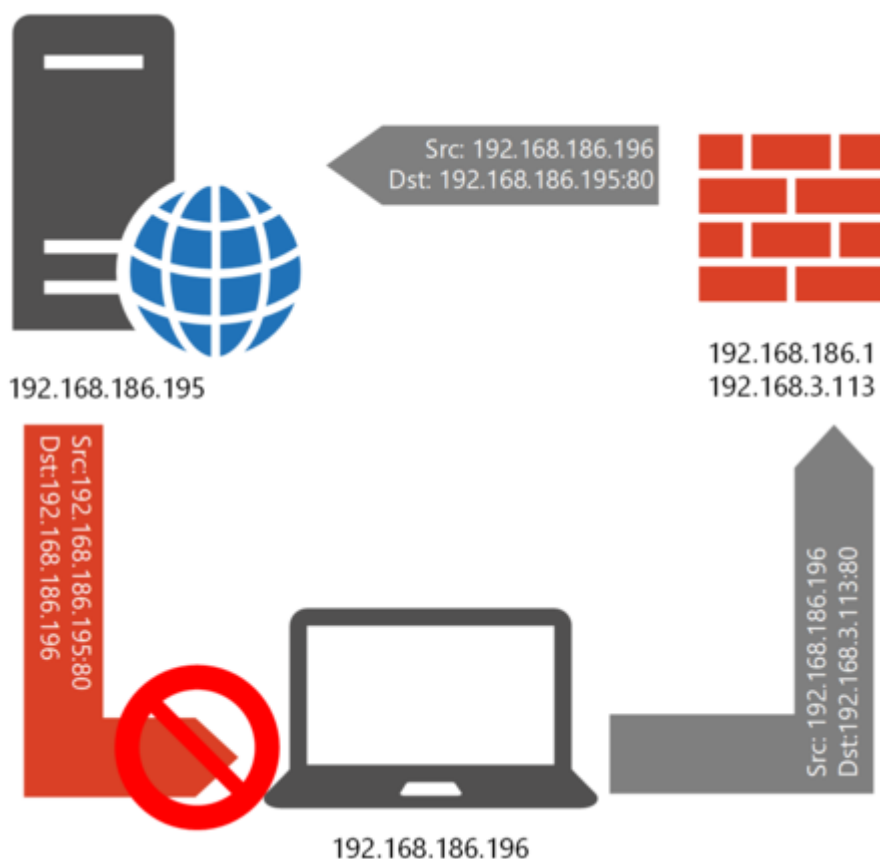 Src: 192.168.186.196
Dst: 192.168.186.195:80
192.168.186.1
192.168.3.113
192.168.186.195
Src:192.168.186.195:80
Dst:192.168.186.196
Src: 192.168.186.196
Dst:192.168.3.113:80
192.168.186.196